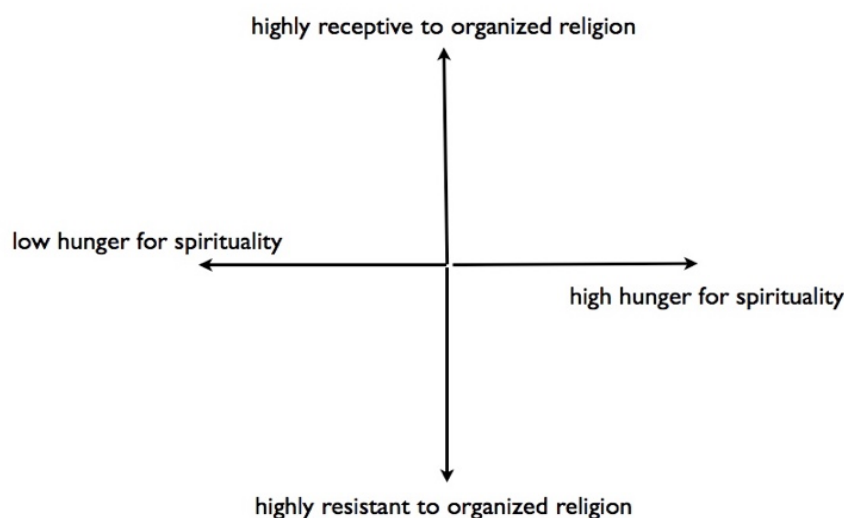 highly receptive to organized religion
low hunger for spirituality
high hunger for spirituality
highly resistant to organized religion